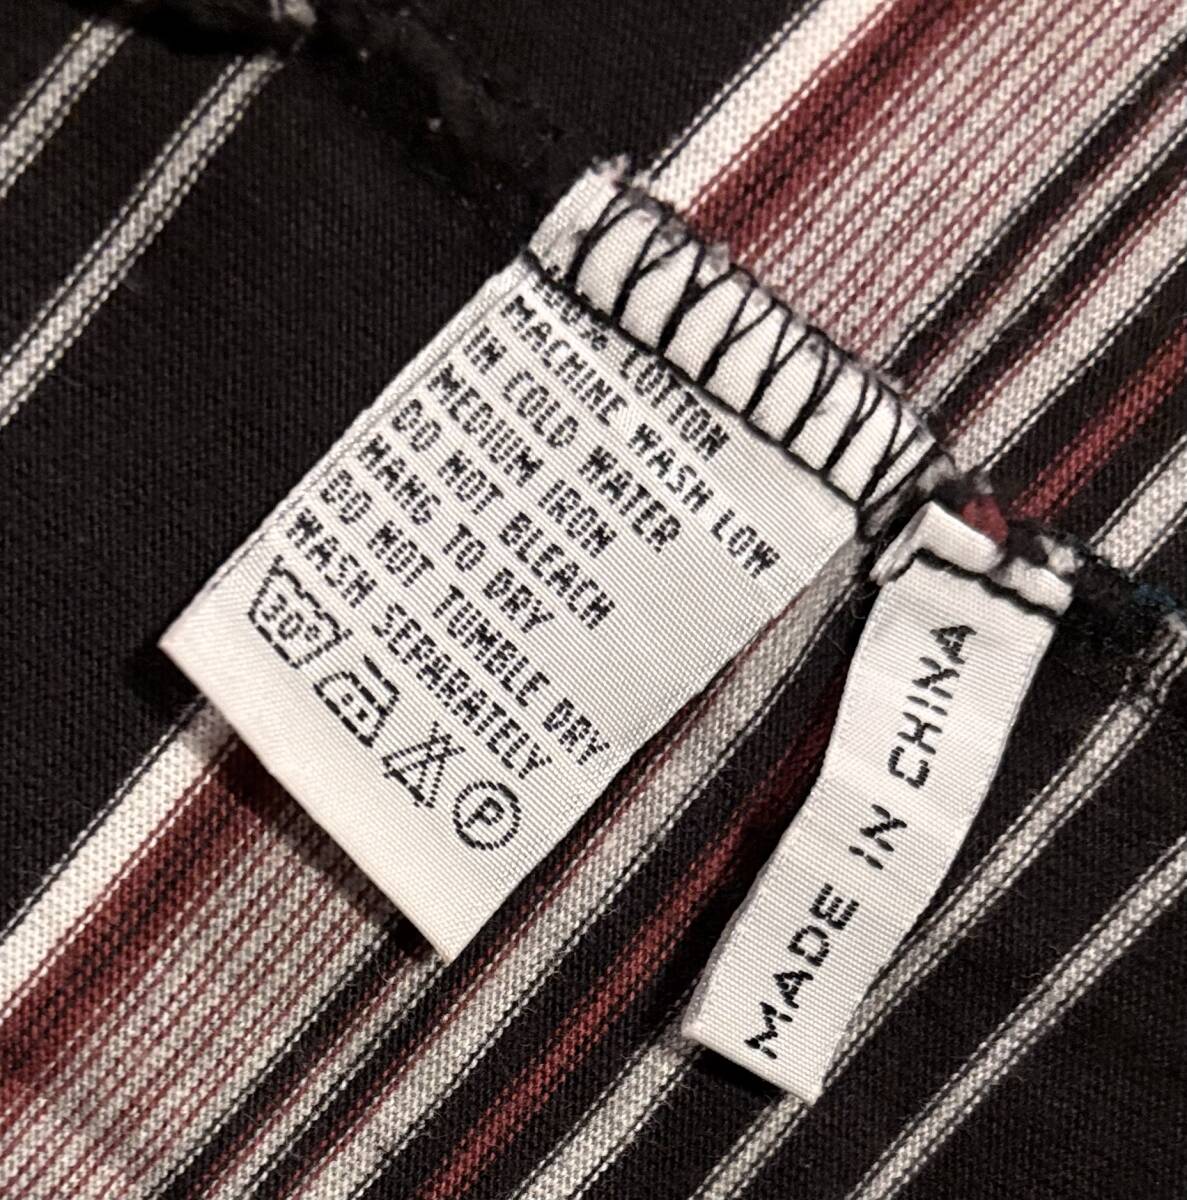 100% COTTON
MACHINE WASH LOW
IN COLD WATER
MEDIUM IRON
DO NOT BLEACH
HANG TO DRY
DO NOT TUMBLE DRY
WASH SEPARATELY
30°
P
MADE IN CHINA